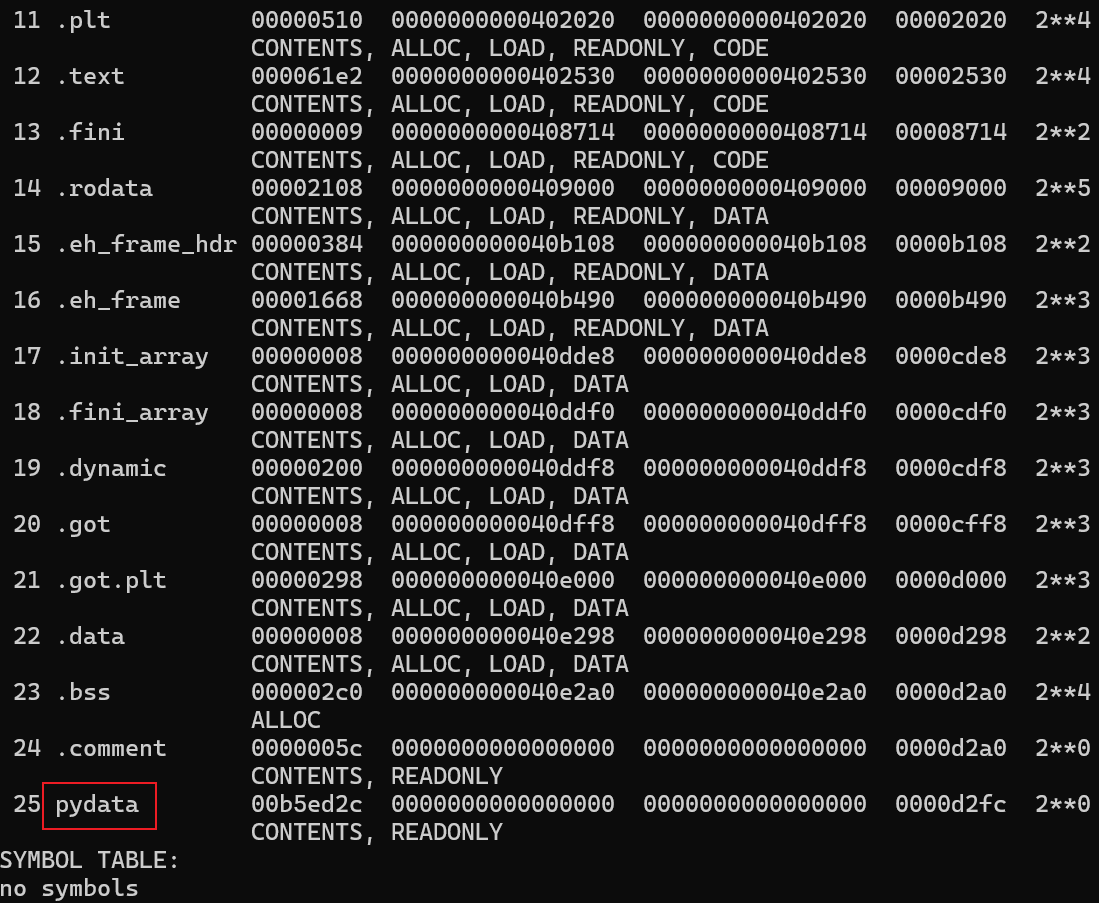 11 .plt          00000510  0000000000402020  0000000000402020  00002020  2**4
                 CONTENTS, ALLOC, LOAD, READONLY, CODE
12 .text         000061e2  0000000000402530  0000000000402530  00002530  2**4
                 CONTENTS, ALLOC, LOAD, READONLY, CODE
13 .fini         00000009  0000000000408714  0000000000408714  00008714  2**2
                 CONTENTS, ALLOC, LOAD, READONLY, CODE
14 .rodata       00002108  0000000000409000  0000000000409000  00009000  2**5
                 CONTENTS, ALLOC, LOAD, READONLY, DATA
15 .eh_frame_hdr 00000384  000000000040b108  000000000040b108  0000b108  2**2
                 CONTENTS, ALLOC, LOAD, READONLY, DATA
16 .eh_frame     00001668  000000000040b490  000000000040b490  0000b490  2**3
                 CONTENTS, ALLOC, LOAD, READONLY, DATA
17 .init_array   00000008  000000000040dde8  000000000040dde8  0000cde8  2**3
                 CONTENTS, ALLOC, LOAD, DATA
18 .fini_array   00000008  000000000040ddf0  000000000040ddf0  0000cdf0  2**3
                 CONTENTS, ALLOC, LOAD, DATA
19 .dynamic      00000200  000000000040ddf8  000000000040ddf8  0000cdf8  2**3
                 CONTENTS, ALLOC, LOAD, DATA
20 .got          00000008  000000000040dff8  000000000040dff8  0000cff8  2**3
                 CONTENTS, ALLOC, LOAD, DATA
21 .got.plt      00000298  000000000040e000  000000000040e000  0000d000  2**3
                 CONTENTS, ALLOC, LOAD, DATA
22 .data         00000008  000000000040e298  000000000040e298  0000d298  2**2
                 CONTENTS, ALLOC, LOAD, DATA
23 .bss          000002c0  000000000040e2a0  000000000040e2a0  0000d2a0  2**4
                 ALLOC
24 .comment      0000005c  0000000000000000  0000000000000000  0000d2a0  2**0
                 CONTENTS, READONLY
25 pydata        00b5ed2c  0000000000000000  0000000000000000  0000d2fc  2**0
                 CONTENTS, READONLY
SYMBOL TABLE:
no symbols